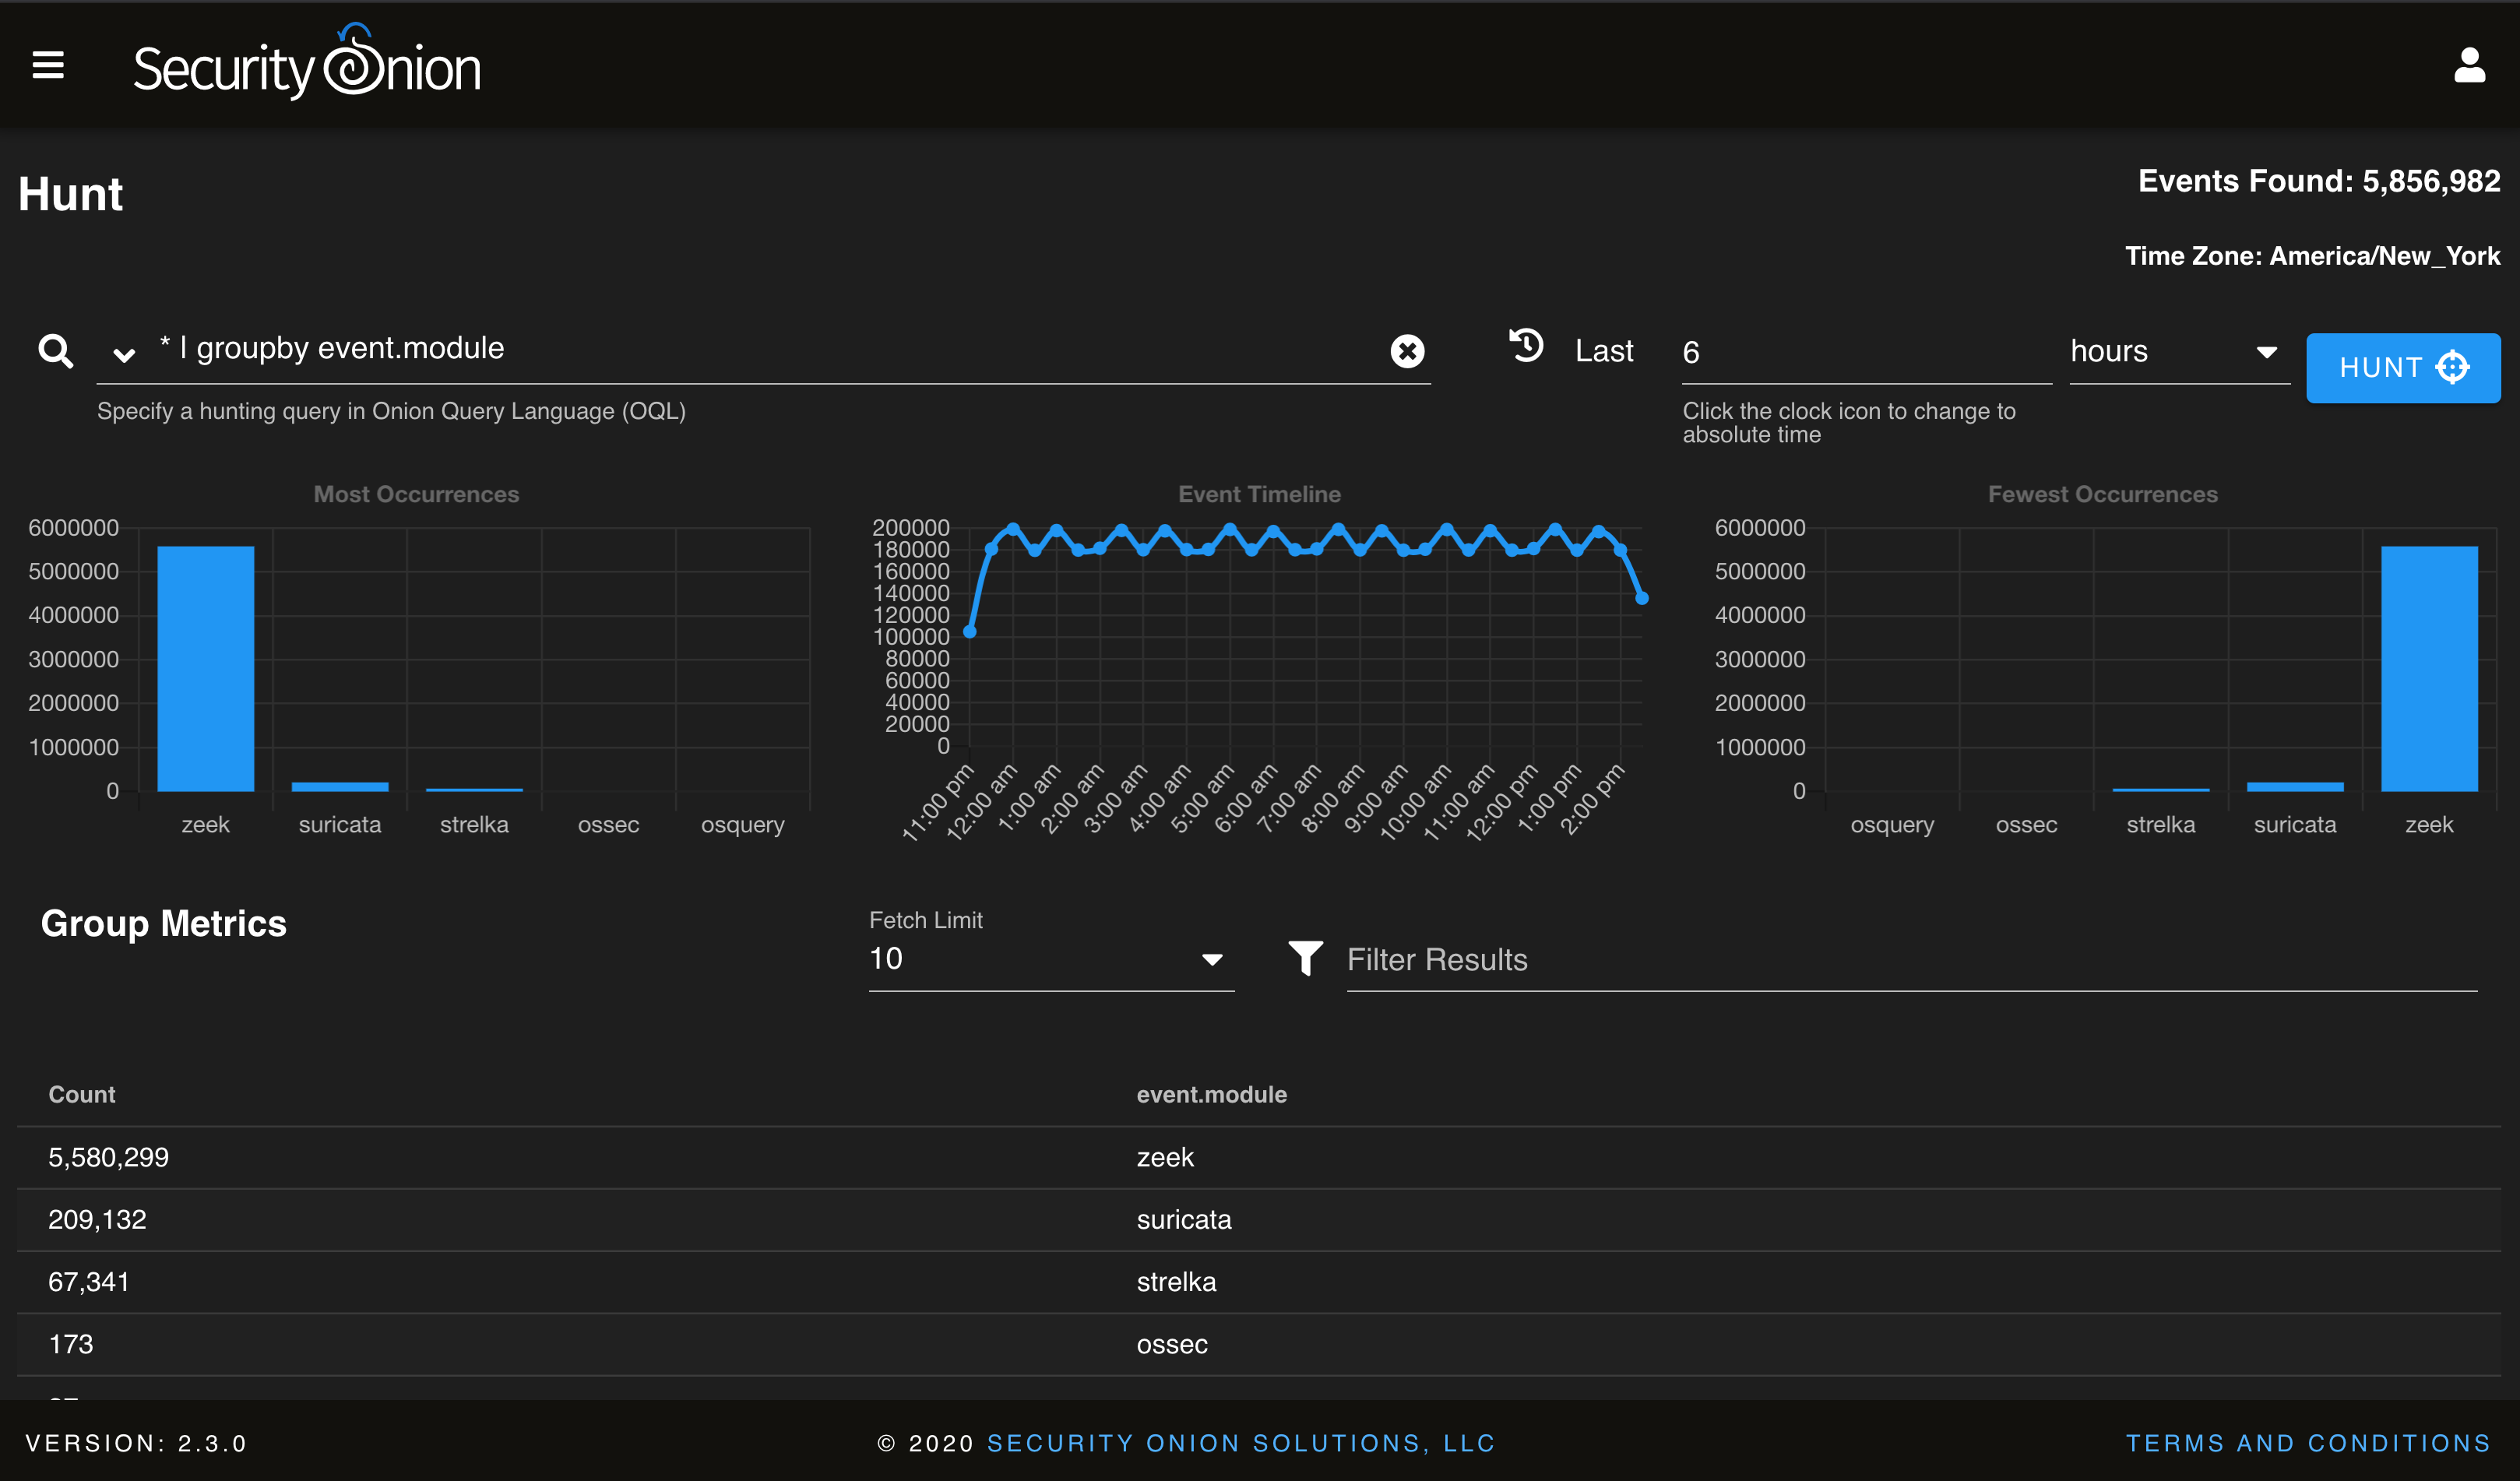 Security Onion
Hunt
Events Found: 5,856,982
Time Zone: America/New_York
* | groupby event.module
Last
6
hours
HUNT
Specify a hunting query in Onion Query Language (OQL)
Click the clock icon to change to
absolute time
Most Occurrences
6000000
5000000
4000000
3000000
2000000
1000000
0
zeek
suricata
strelka
ossec
osquery
Event Timeline
200000
180000
160000
140000
120000
100000
80000
60000
40000
20000
0
11:00 pm
12:00 am
1:00 am
2:00 am
3:00 am
4:00 am
5:00 am
6:00 am
7:00 am
8:00 am
9:00 am
10:00 am
11:00 am
12:00 pm
1:00 pm
2:00 pm
Fewest Occurrences
6000000
5000000
4000000
3000000
2000000
1000000
0
osquery
ossec
strelka
suricata
zeek
Group Metrics
Fetch Limit
10
Filter Results
Count event.module
5,580,299 zeek
209,132 suricata
67,341 strelka
173 ossec
VERSION: 2.3.0
© 2020 SECURITY ONION SOLUTIONS, LLC
TERMS AND CONDITIONS